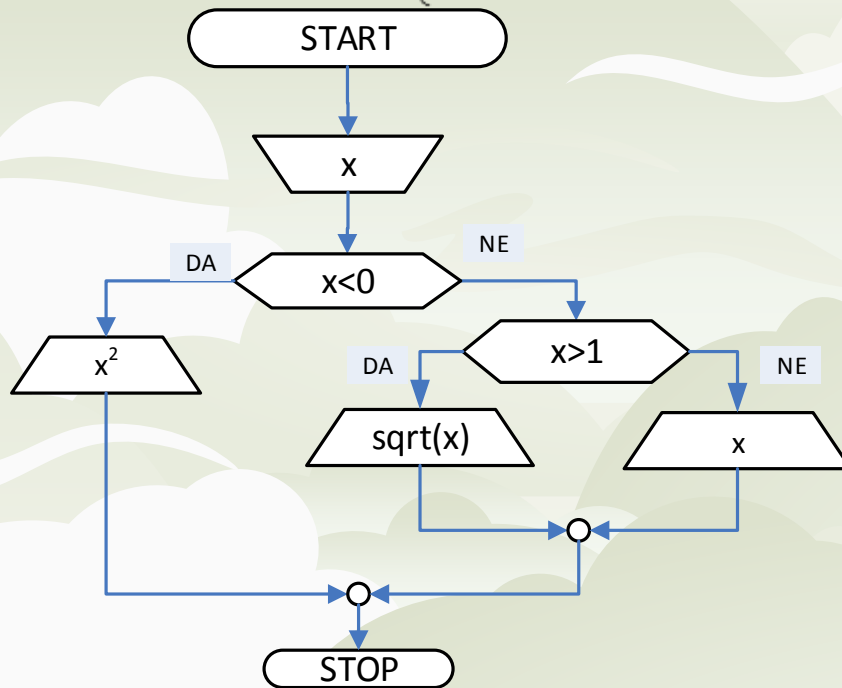 START
x
DA
NE
x<0
x²
DA
x>1
NE
sqrt(x)
x
STOP